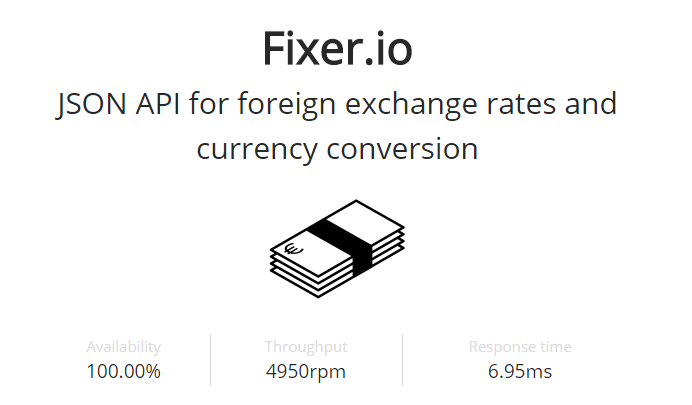 Fixer.io
JSON API for foreign exchange rates and
currency conversion
€
Availability Throughput Response time
100.00% 4950rpm 6.95ms